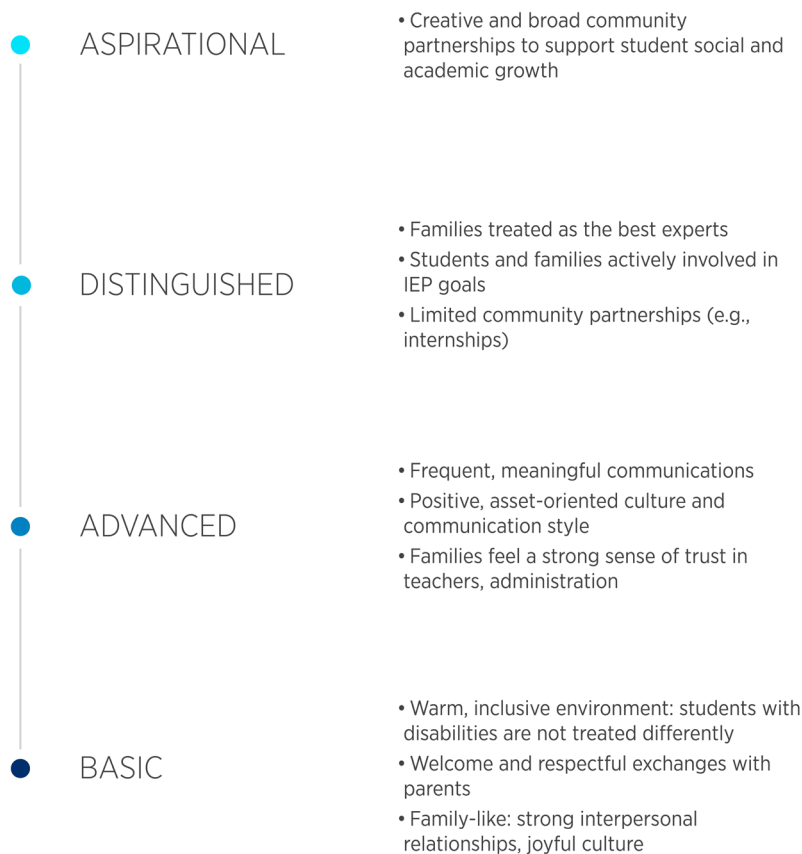 ASPIRATIONAL
• Creative and broad community
partnerships to support student social and
academic growth
DISTINGUISHED
• Families treated as the best experts
• Students and families actively involved in
IEP goals
• Limited community partnerships (e.g.,
internships)
ADVANCED
• Frequent, meaningful communications
• Positive, asset-oriented culture and
communication style
• Families feel a strong sense of trust in
teachers, administration
BASIC
• Warm, inclusive environment: students with
disabilities are not treated differently
• Welcome and respectful exchanges with
parents
• Family-like: strong interpersonal
relationships, joyful culture